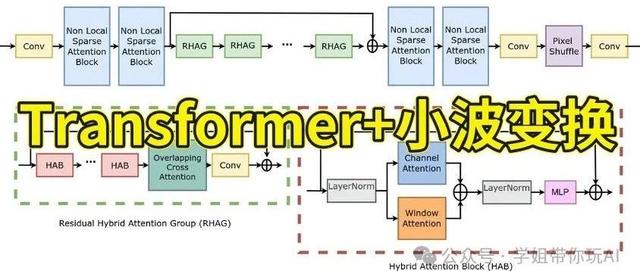 Conv
Non Local
Sparse
Attention
Block
Non Local
Sparse
Attention
Block
RHAG
RHAG
...
RHAG
Non Local
Sparse
Attention
Block
Non Local
Sparse
Attention
Block
Conv
Pixel
Shuffle
Conv
Transformer+小波变换
HAB
...
HAB
Overlapping
Cross
Attention
Conv
Residual Hybrid Attention Group (RHAG)
LayerNorm
Channel
Attention
Window
Attention
LayerNorm
MLP
Hybrid Attention Block (HAB)
公众号 · 学姐带你玩AI